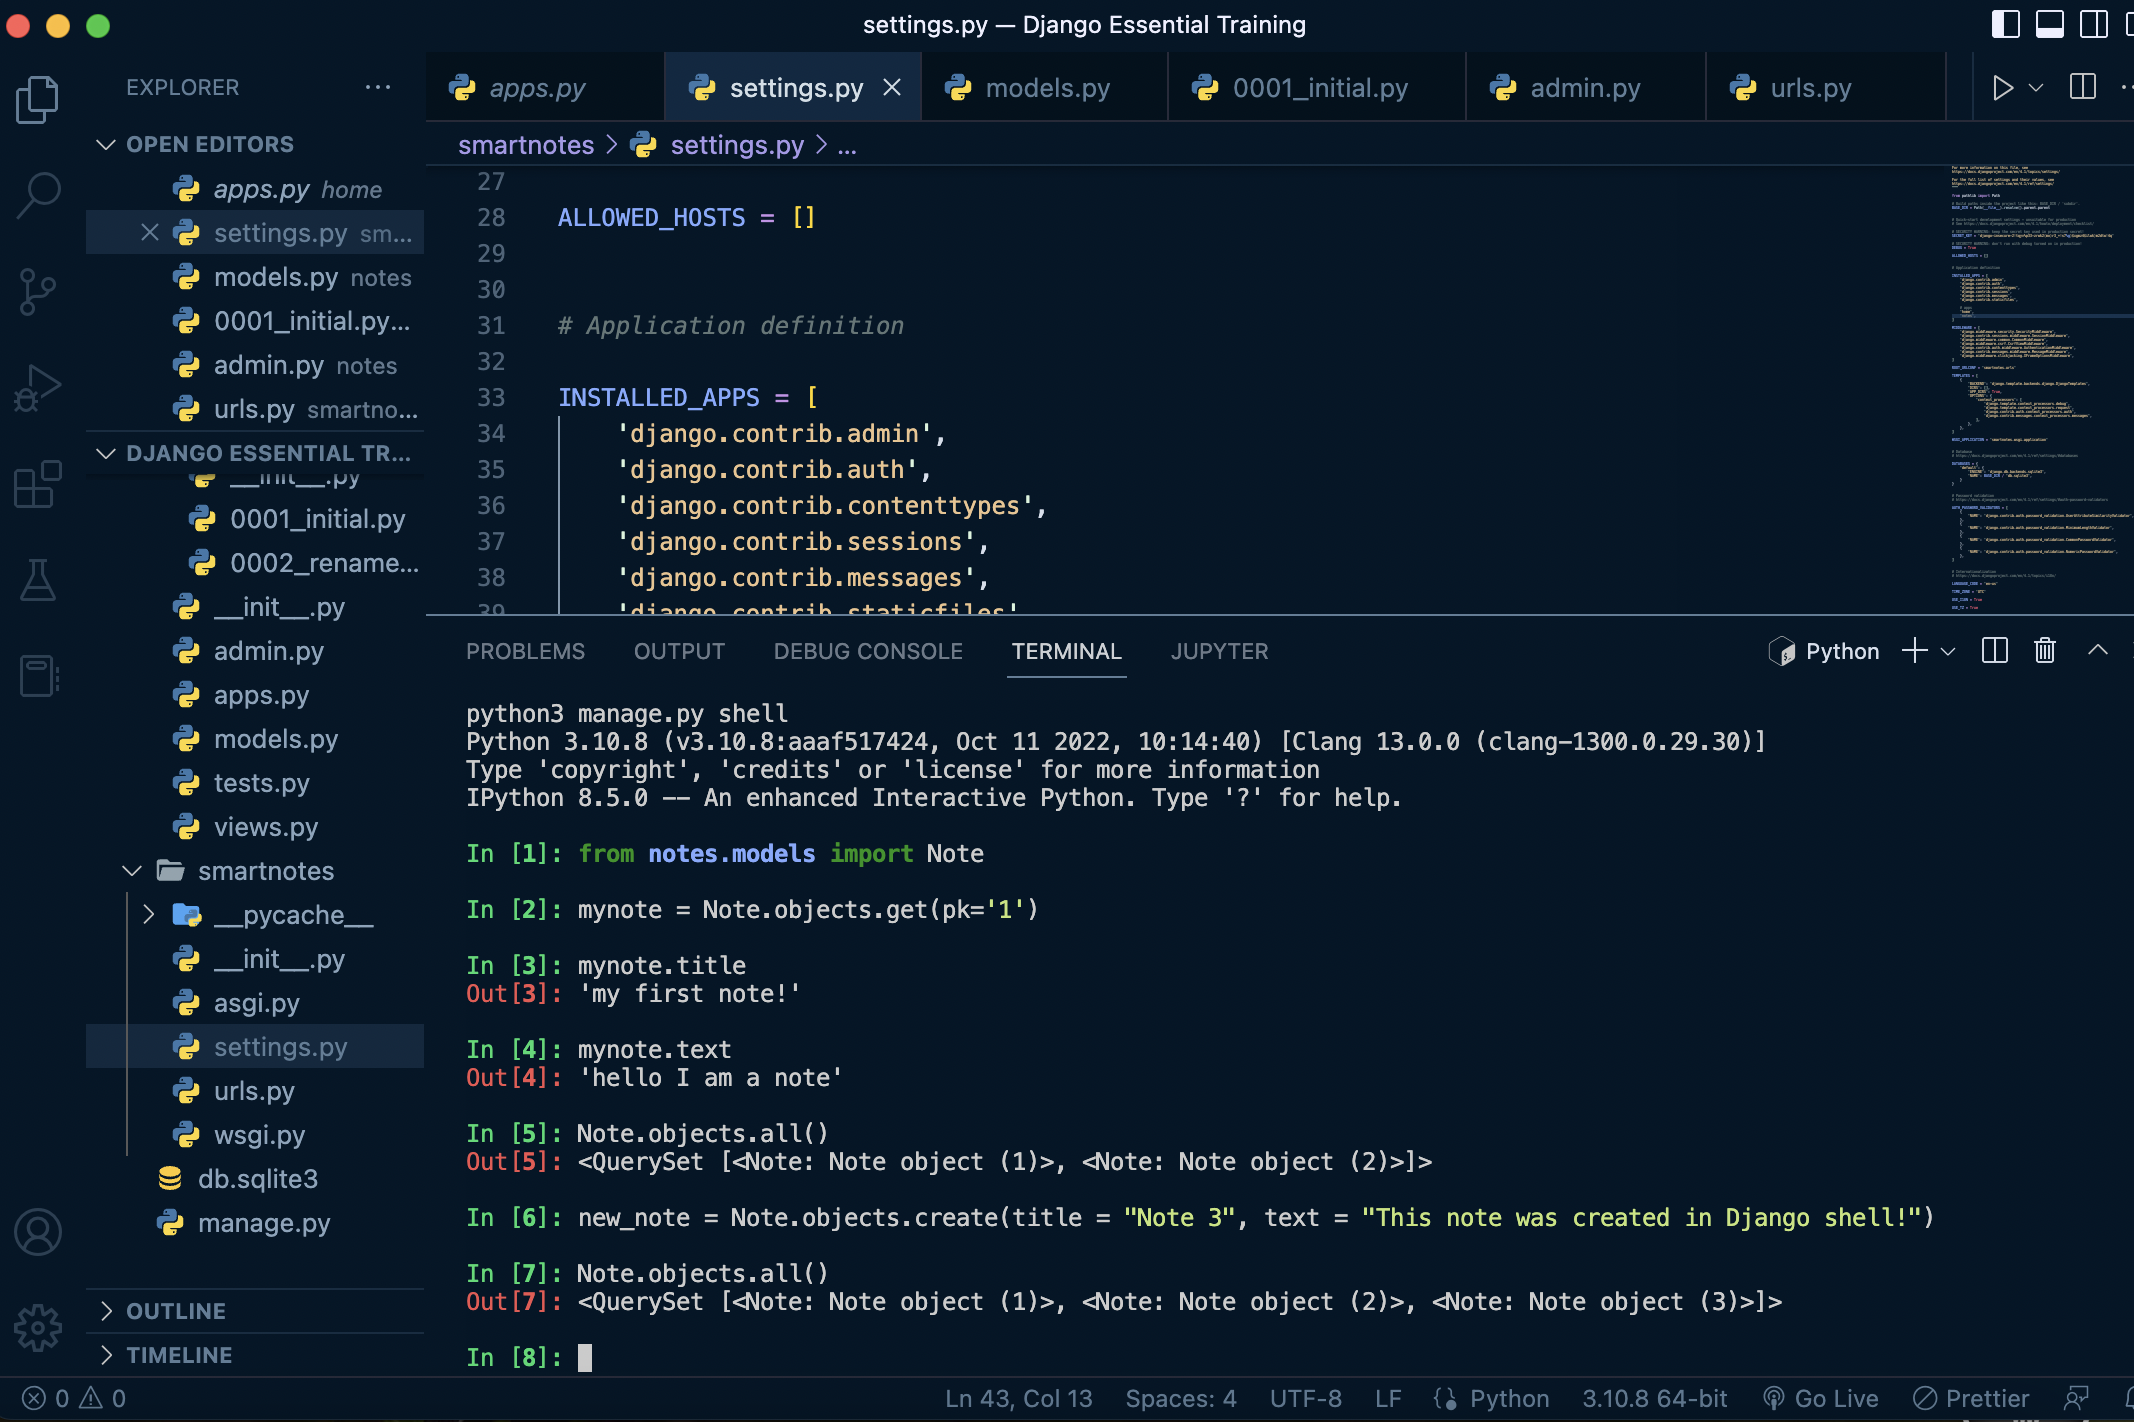 settings.py — Django Essential Training
EXPLORER
apps.py
settings.py
models.py
0001_initial.py
admin.py
urls.py
OPEN EDITORS
apps.py home
settings.py sm...
models.py notes
0001_initial.py...
admin.py notes
urls.py smartno...
DJANGO ESSENTIAL TR...
__init__.py
0001_initial.py
0002_rename...
__init__.py
admin.py
apps.py
models.py
tests.py
views.py
smartnotes
__pycache__
__init__.py
asgi.py
settings.py
urls.py
wsgi.py
db.sqlite3
manage.py
OUTLINE
TIMELINE
smartnotes > settings.py > ...
27
28 ALLOWED_HOSTS = []
29
30
31 # Application definition
32
33 INSTALLED_APPS = [
34 'django.contrib.admin',
35 'django.contrib.auth',
36 'django.contrib.contenttypes',
37 'django.contrib.sessions',
38 'django.contrib.messages',
39 'django.contrib.staticfiles'
PROBLEMS OUTPUT DEBUG CONSOLE TERMINAL JUPYTER Python
python3 manage.py shell
Python 3.10.8 (v3.10.8:aaaf517424, Oct 11 2022, 10:14:40) [Clang 13.0.0 (clang-1300.0.29.30)]
Type 'copyright', 'credits' or 'license' for more information
IPython 8.5.0 -- An enhanced Interactive Python. Type '?' for help.
In [1]: from notes.models import Note
In [2]: mynote = Note.objects.get(pk='1')
In [3]: mynote.title
Out[3]: 'my first note!'
In [4]: mynote.text
Out[4]: 'hello I am a note'
In [5]: Note.objects.all()
Out[5]: <QuerySet [<Note: Note object (1)>, <Note: Note object (2)>]>
In [6]: new_note = Note.objects.create(title = "Note 3", text = "This note was created in Django shell!")
In [7]: Note.objects.all()
Out[7]: <QuerySet [<Note: Note object (1)>, <Note: Note object (2)>, <Note: Note object (3)>]>
In [8]:
0 0 Ln 43, Col 13 Spaces: 4 UTF-8 LF Python 3.10.8 64-bit Go Live Prettier